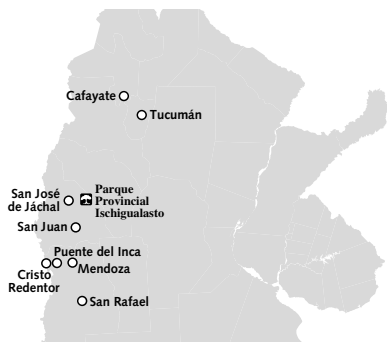 Cafayate
Tucumán
San José
de Jáchal
Parque
Provincial
Ischigualasto
San Juan
Puente del Inca
Mendoza
Cristo
Redentor
San Rafael